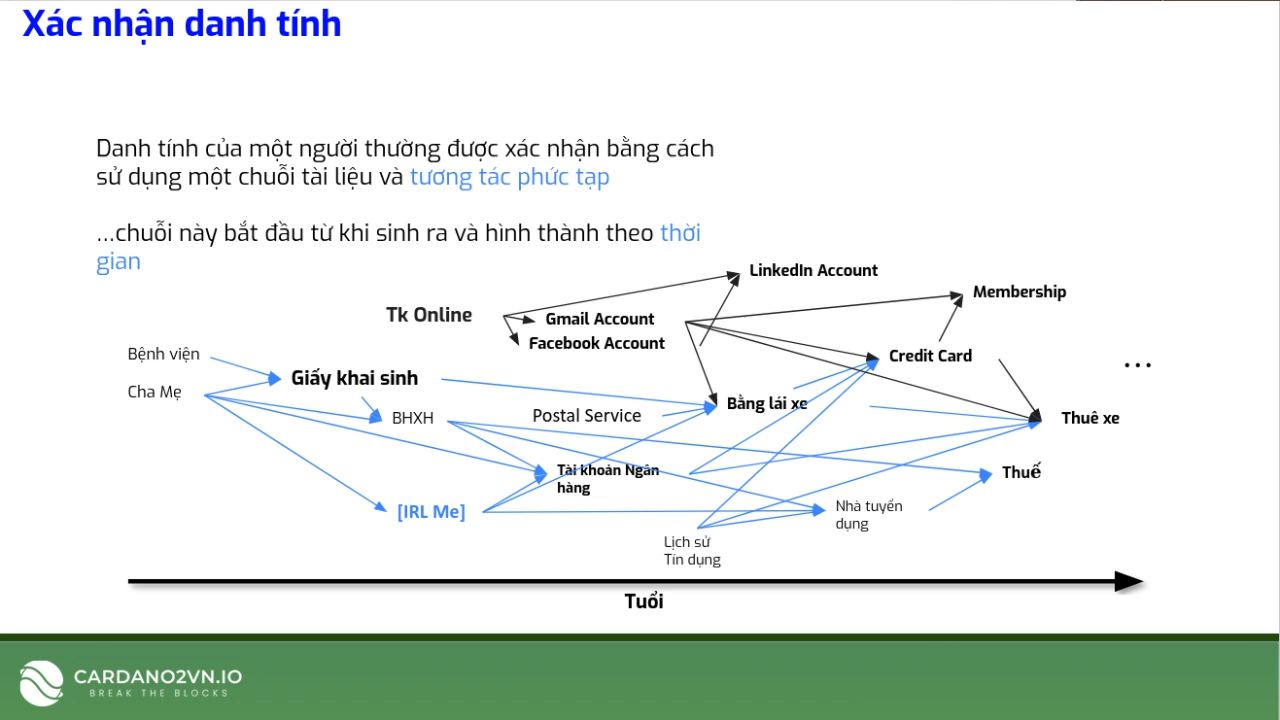 Xác nhận danh tính
Danh tính của một người thường được xác nhận bằng cách
sử dụng một chuỗi tài liệu và tương tác phức tạp
...chuỗi này bắt đầu từ khi sinh ra và hình thành theo thời
gian
LinkedIn Account
Membership
Tk Online
Gmail Account
Facebook Account
Bệnh viện
Credit Card
...
Giấy khai sinh
Cha Mẹ
Bằng lái xe
BHXH
Postal Service
Thuê xe
Tài khoản Ngân
hàng
Thuế
[IRL Me]
Nhà tuyển
dụng
Lịch sử
Tín dụng
Tuổi
CARDANO2VN.IO
BREAK THE BLOCKS